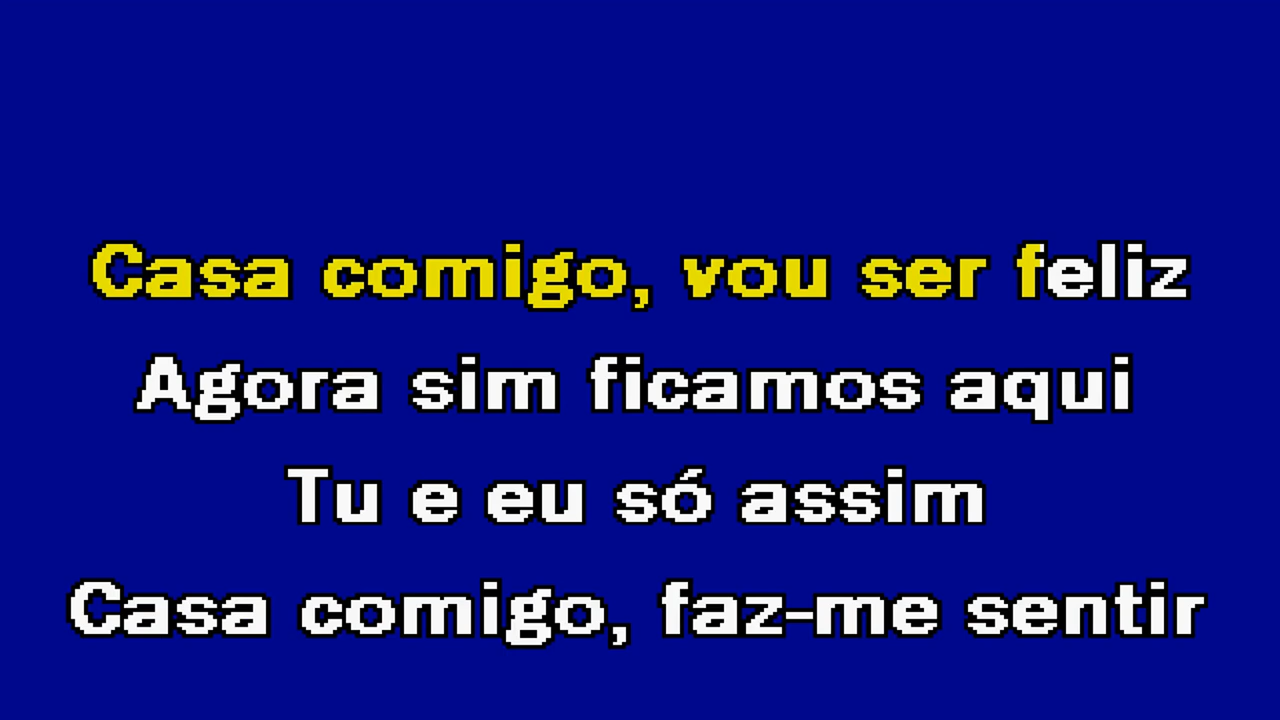 Casa comigo, vou ser feliz
Agora sim ficamos aqui
Tu e eu só assim
Casa comigo, faz-me sentir